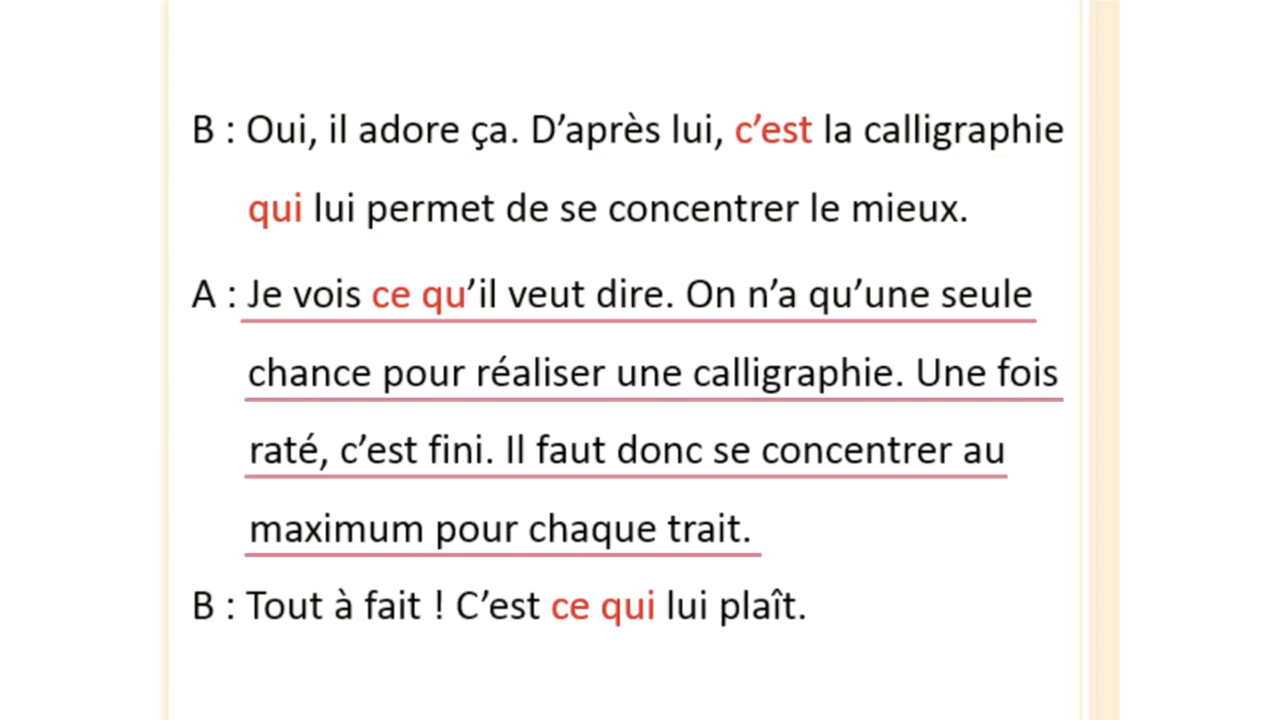 B : Oui, il adore ça. D’après lui, c’est la calligraphie
qui lui permet de se concentrer le mieux.
A : Je vois ce qu’il veut dire. On n’a qu’une seule
chance pour réaliser une calligraphie. Une fois
raté, c’est fini. Il faut donc se concentrer au
maximum pour chaque trait.
B : Tout à fait ! C’est ce qui lui plaît.